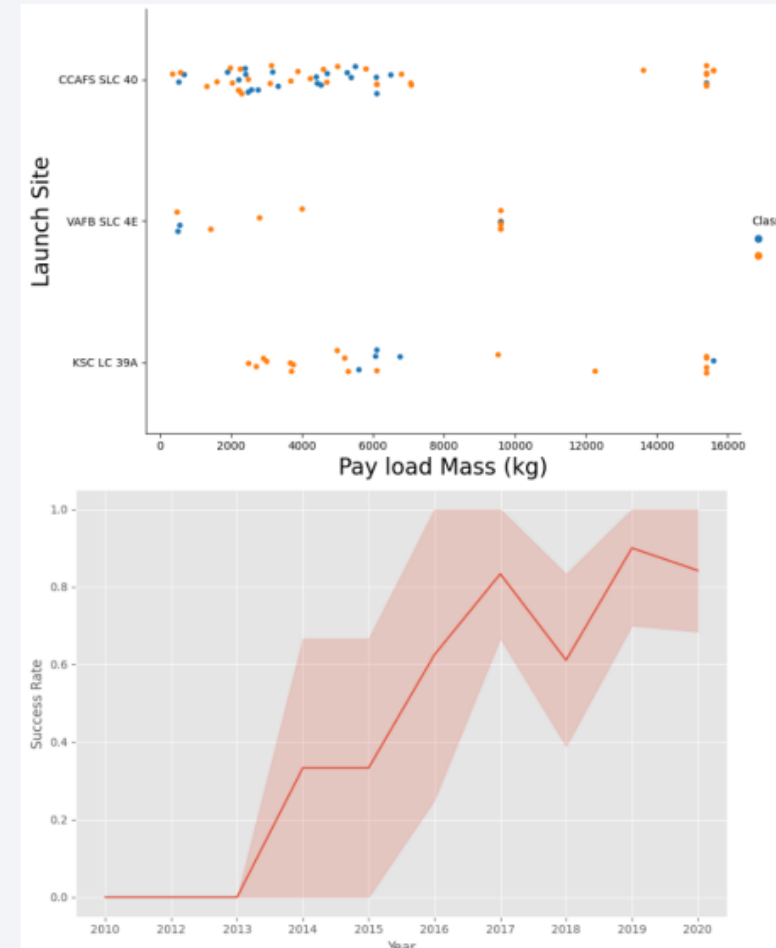 CCAFS SLC 40
VAFB SLC 4E
KSC LC 39A
Launch Site
Clas
0 2000 4000 6000 8000 10000 12000 14000 16000
Pay load Mass (kg)
1.0
0.8
0.6
0.4
0.2
0.0
Success Rate
2010 2012 2013 2014 2015 2016 2017 2018 2019 2020
Year